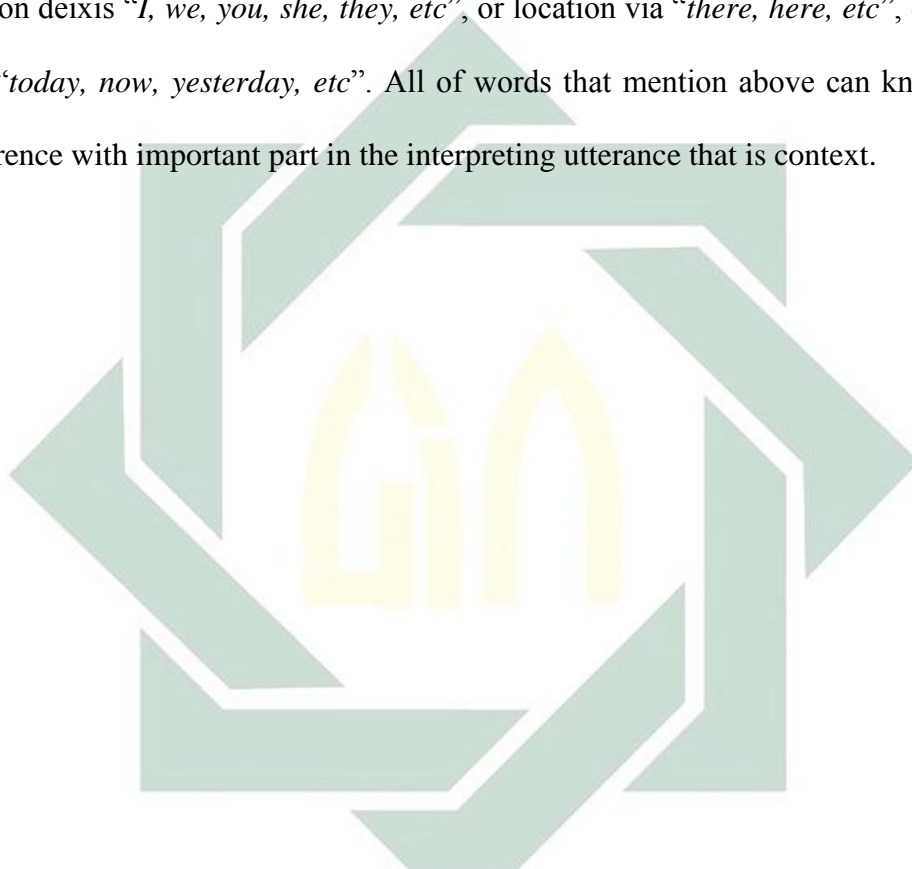 on deixis “I, we, you, she, they, etc”, or location via “there, here, etc”,
“today, now, yesterday, etc”. All of words that mention above can kn
rence with important part in the interpreting utterance that is context.